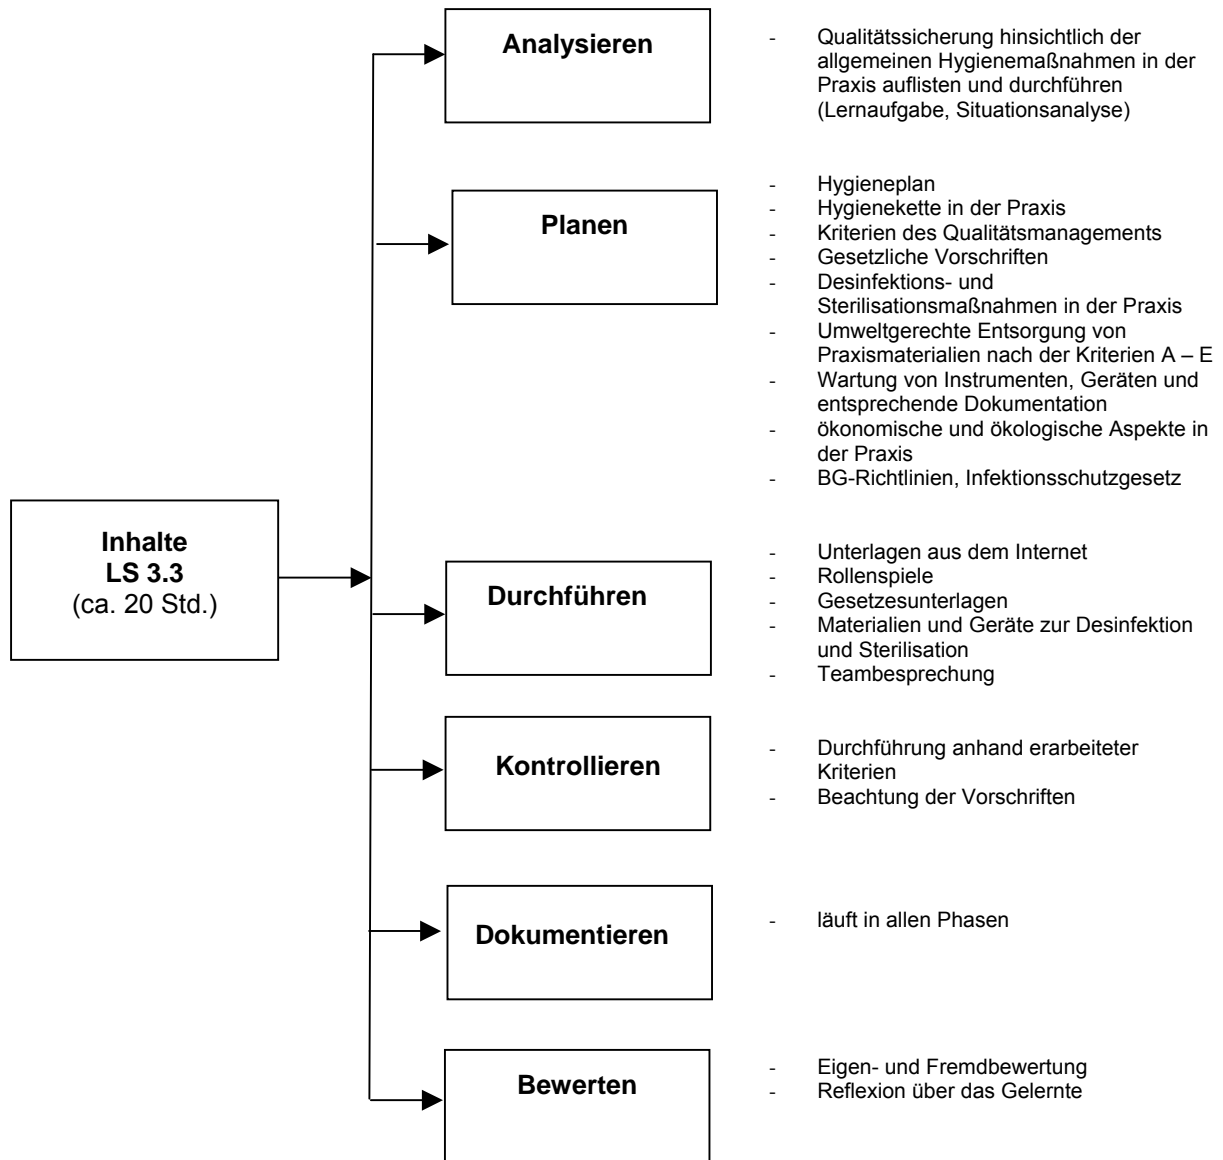 Analysieren
- Qualitätssicherung hinsichtlich der
allgemeinen Hygienemaßnahmen in der
Praxis auflisten und durchführen
(Lernaufgabe, Situationsanalyse)
Planen
- Hygieneplan
- Hygienekette in der Praxis
- Kriterien des Qualitätsmanagements
- Gesetzliche Vorschriften
- Desinfektions- und
Sterilisationsmaßnahmen in der Praxis
- Umweltgerechte Entsorgung von
Praxismaterialien nach der Kriterien A – E
- Wartung von Instrumenten, Geräten und
entsprechende Dokumentation
- ökonomische und ökologische Aspekte in
der Praxis
- BG-Richtlinien, Infektionsschutzgesetz
Inhalte
LS 3.3
(ca. 20 Std.)
Durchführen
- Unterlagen aus dem Internet
- Rollenspiele
- Gesetzesunterlagen
- Materialien und Geräte zur Desinfektion
und Sterilisation
- Teambesprechung
Kontrollieren
- Durchführung anhand erarbeiteter
Kriterien
- Beachtung der Vorschriften
Dokumentieren
- läuft in allen Phasen
Bewerten
- Eigen- und Fremdbewertung
- Reflexion über das Gelernte